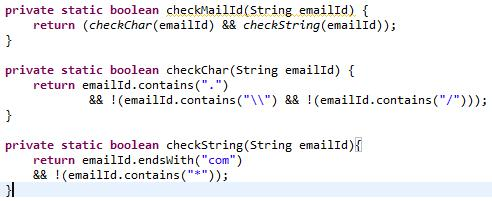 private static boolean checkMailId(String emailId) {
return (checkChar(emailId) && checkString(emailId));
}
private static boolean checkChar(String emailId) {
return emailId.contains(".")
&& !(emailId.contains("\\") && !(emailId.contains("/")));
}
private static boolean checkString(String emailId){
return emailId.endsWith("com")
&& !(emailId.contains("*"));
}